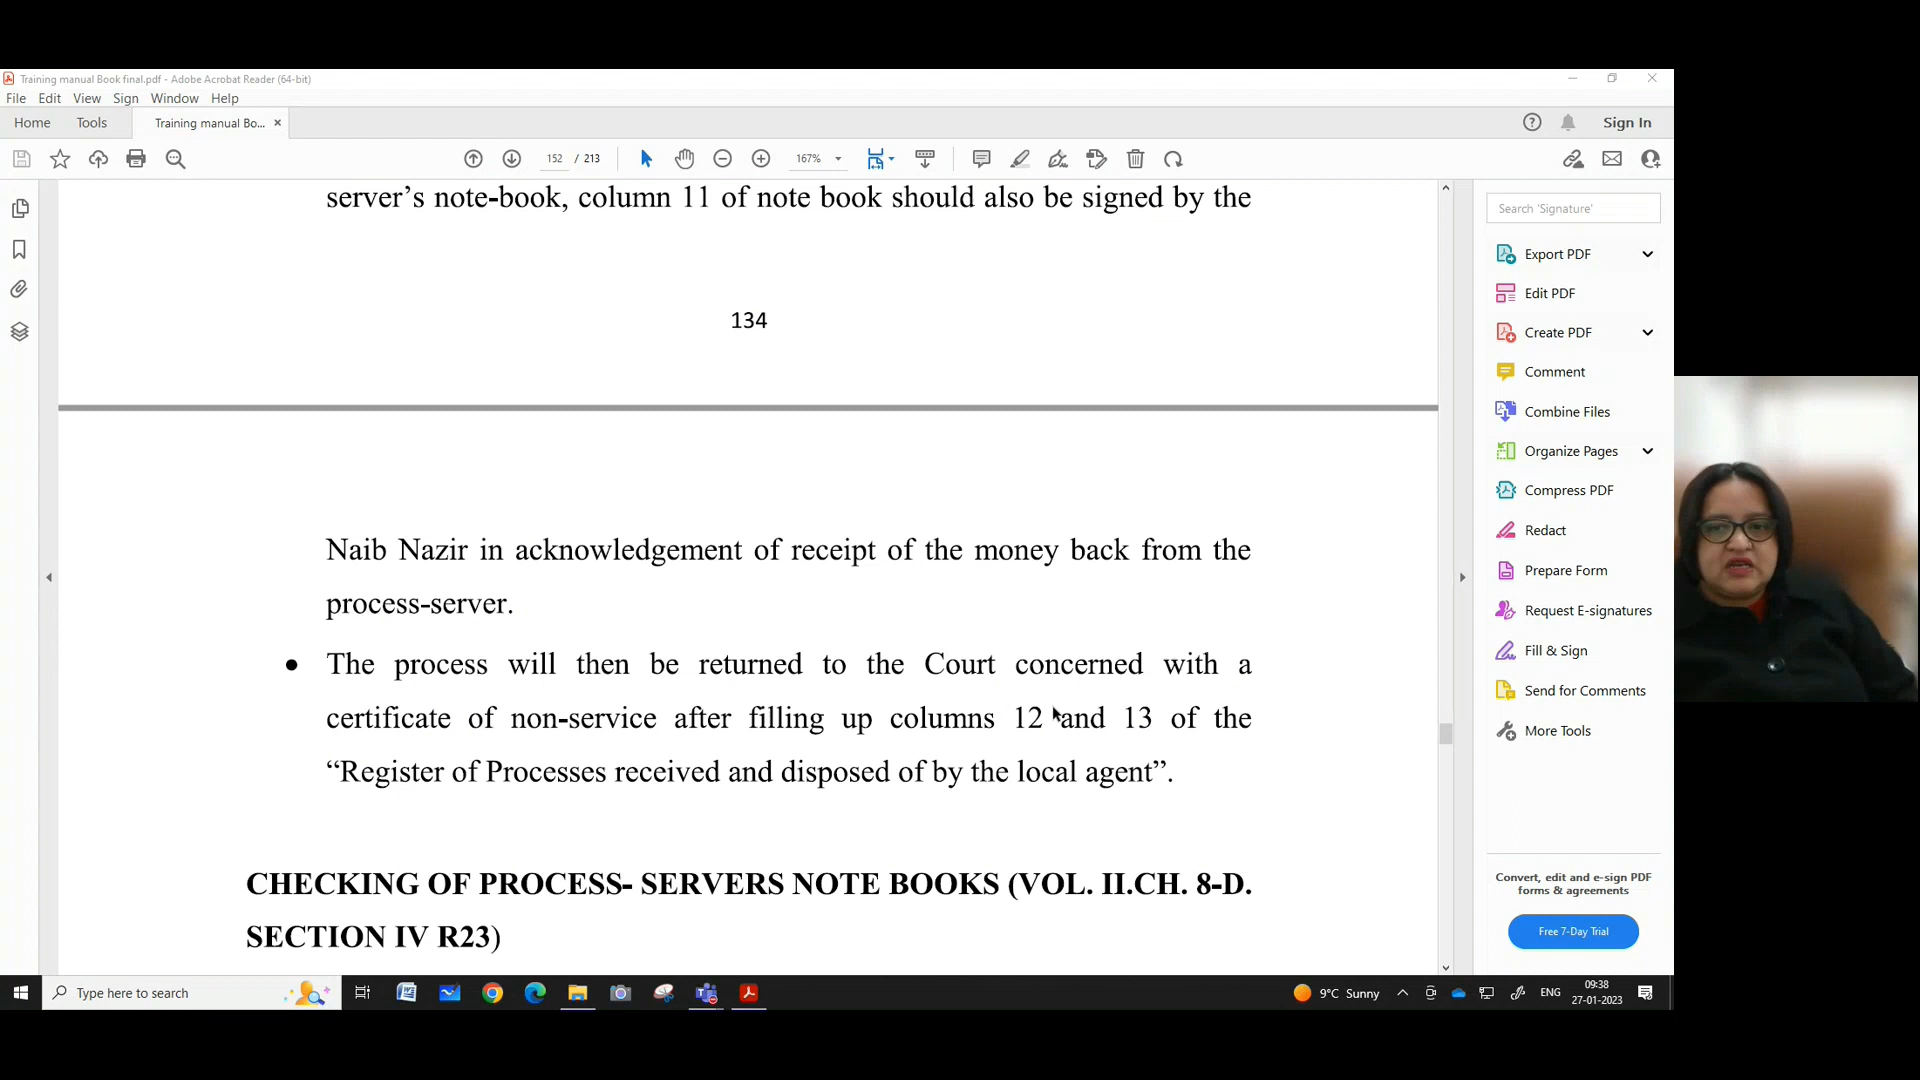 Training manual Book final.pdf - Adobe Acrobat Reader (64-bit)
File Edit View Sign Window Help
Home Tools Training manual Bo... × Sign In
152 / 213 167%
server’s note-book, column 11 of note book should also be signed by the
134
Naib Nazir in acknowledgement of receipt of the money back from the
process-server.
• The process will then be returned to the Court concerned with a
certificate of non-service after filling up columns 12 and 13 of the
“Register of Processes received and disposed of by the local agent”.
CHECKING OF PROCESS- SERVERS NOTE BOOKS (VOL. II.CH. 8-D.
SECTION IV R23)
Search 'Signature'
Export PDF
Edit PDF
Create PDF
Comment
Combine Files
Organize Pages
Compress PDF
Redact
Prepare Form
Request E-signatures
Fill & Sign
Send for Comments
More Tools
Convert, edit and e-sign PDF
forms & agreements
Free 7-Day Trial
Type here to search
9°C Sunny
ENG
09:38
27-01-2023